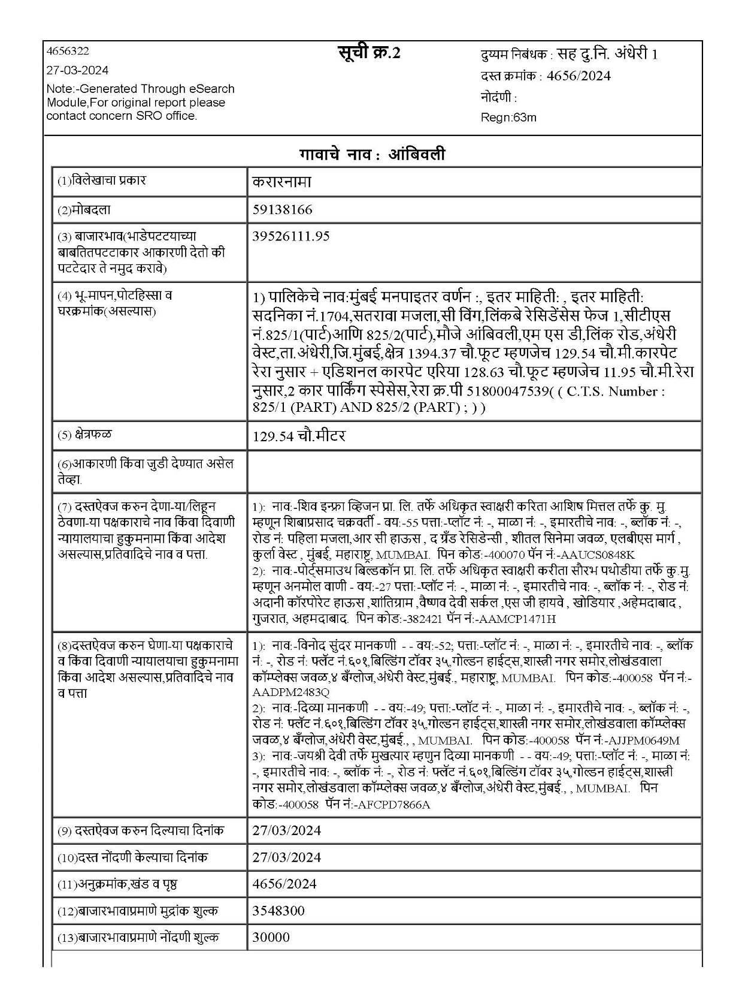 4656322
27-03-2024
Note:-Generated Through eSearch
Module,For original report please
contact concern SRO office.
सूची क्र.2
दुय्यम निबंधक : सह दु.नि. अंधेरी 1
दस्त क्रमांक : 4656/2024
नोदंणी :
Regn:63m
गावाचे नाव : आंबिवली
(1)विलेखाचा प्रकार
करारनामा
(2)मोबदला
59138166
(3) बाजारभाव(भाडेपटटयाच्या
बाबतितपटटाकार आकारणी देतो की
पटटेदार ते नमुद करावे)
39526111.95
(4) भू-मापन,पोटहिस्सा व
घरक्रमांक(असल्यास)
1) पालिकेचे नाव:मुंबई मनपाइतर वर्णन :, इतर माहिती: , इतर माहिती:
सदनिका नं.1704,सतरावा मजला,सी विंग,लिंकबे रेसिडेंसेस फेज 1,सीटीएस
नं.825/1(पार्ट)आणि 825/2(पार्ट),मौजे आंबिवली,एम एस डी,लिंक रोड,अंधेरी
वेस्ट,ता.अंधेरी,जि.मुंबई,क्षेत्र 1394.37 चौ.फूट म्हणजेच 129.54 चौ.मी.कारपेट
रेरा नुसार + एडिशनल कारपेट एरिया 128.63 चौ.फूट म्हणजेच 11.95 चौ.मी.रेरा
नुसार,2 कार पार्किंग स्पेसेस,रेरा क्र.पी 51800047539( ( C.T.S. Number :
825/1 (PART) AND 825/2 (PART) ; ) )
(5) क्षेत्रफळ
129.54 चौ.मीटर
(6)आकारणी किंवा जुडी देण्यात असेल
तेव्हा.
(7) दस्तऐवज करुन देणा-या/लिहून
ठेवणा-या पक्षकाराचे नाव किंवा दिवाणी
न्यायालयाचा हुकुमनामा किंवा आदेश
असल्यास,प्रतिवादिचे नाव व पत्ता.
1): नाव:-शिव इन्फ्रा व्हिजन प्रा. लि. तर्फे अधिकृत स्वाक्षरी करिता आशिष मित्तल तर्फे कु. मु.
म्हणून शिबाप्रसाद चक्रवर्ती - वय:-55 पत्ता:-प्लॉट नं: -, माळा नं: -, इमारतीचे नाव: -, ब्लॉक नं: -,
रोड नं: पहिला मजला,आर सी हाऊस , द ग्रँड रेसिडेन्सी , शीतल सिनेमा जवळ, एलबीएस मार्ग ,
कुर्ला वेस्ट , मुंबई, महाराष्ट्र, MUMBAI. पिन कोड:-400070 पॅन नं:-AAUCS0848K
2): नाव:-पोर्ट्समाउथ बिल्डकॉन प्रा. लि. तर्फे अधिकृत स्वाक्षरी करीता सौरभ पथोडीया तर्फे कु.मु.
म्हणून अनमोल वाणी - वय:-27 पत्ता:-प्लॉट नं: -, माळा नं: -, इमारतीचे नाव: -, ब्लॉक नं: -, रोड नं:
अदानी कॉरपोरेट हाऊस ,शांतिग्राम ,वैष्णव देवी सर्कल ,एस जी हायवे , खोडियार ,अहेमदाबाद ,
गुजरात, अहमदाबाद. पिन कोड:-382421 पॅन नं:-AAMCP1471H
(8)दस्तऐवज करुन घेणा-या पक्षकाराचे
व किंवा दिवाणी न्यायालयाचा हुकुमनामा
किंवा आदेश असल्यास,प्रतिवादिचे नाव
व पत्ता
1): नाव:-विनोद सुंदर मानकणी - - वय:-52; पत्ता:-प्लॉट नं: -, माळा नं: -, इमारतीचे नाव: -, ब्लॉक
नं: -, रोड नं: फ्लॅट नं.६०१,बिल्डिंग टॉवर ३५,गोल्डन हाईट्स,शास्त्री नगर समोर,लोखंडवाला
कॉम्प्लेक्स जवळ,४ बँग्लोज,अंधेरी वेस्ट,मुंबई., महाराष्ट्र, MUMBAI. पिन कोड:-400058 पॅन नं:-
AADPM2483Q
2): नाव:-दिव्या मानकणी - - वय:-49; पत्ता:-प्लॉट नं: -, माळा नं: -, इमारतीचे नाव: -, ब्लॉक नं: -,
रोड नं: फ्लॅट नं.६०१,बिल्डिंग टॉवर ३५,गोल्डन हाईट्स,शास्त्री नगर समोर,लोखंडवाला कॉम्प्लेक्स
जवळ,४ बँग्लोज,अंधेरी वेस्ट,मुंबई., , MUMBAI. पिन कोड:-400058 पॅन नं:-AJJPM0649M
3): नाव:-जयश्री देवी तर्फे मुखत्यार म्हणुन दिव्या मानकणी - - वय:-49; पत्ता:-प्लॉट नं: -, माळा नं:
-, इमारतीचे नाव: -, ब्लॉक नं: -, रोड नं: फ्लॅट नं.६०१,बिल्डिंग टॉवर ३५,गोल्डन हाईट्स,शास्त्री
नगर समोर,लोखंडवाला कॉम्प्लेक्स जवळ,४ बँग्लोज,अंधेरी वेस्ट,मुंबई., , MUMBAI. पिन
कोड:-400058 पॅन नं:-AFCPD7866A
(9) दस्तऐवज करुन दिल्याचा दिनांक
27/03/2024
(10)दस्त नोंदणी केल्याचा दिनांक
27/03/2024
(11)अनुक्रमांक,खंड व पृष्ठ
4656/2024
(12)बाजारभावाप्रमाणे मुद्रांक शुल्क
3548300
(13)बाजारभावाप्रमाणे नोंदणी शुल्क
30000